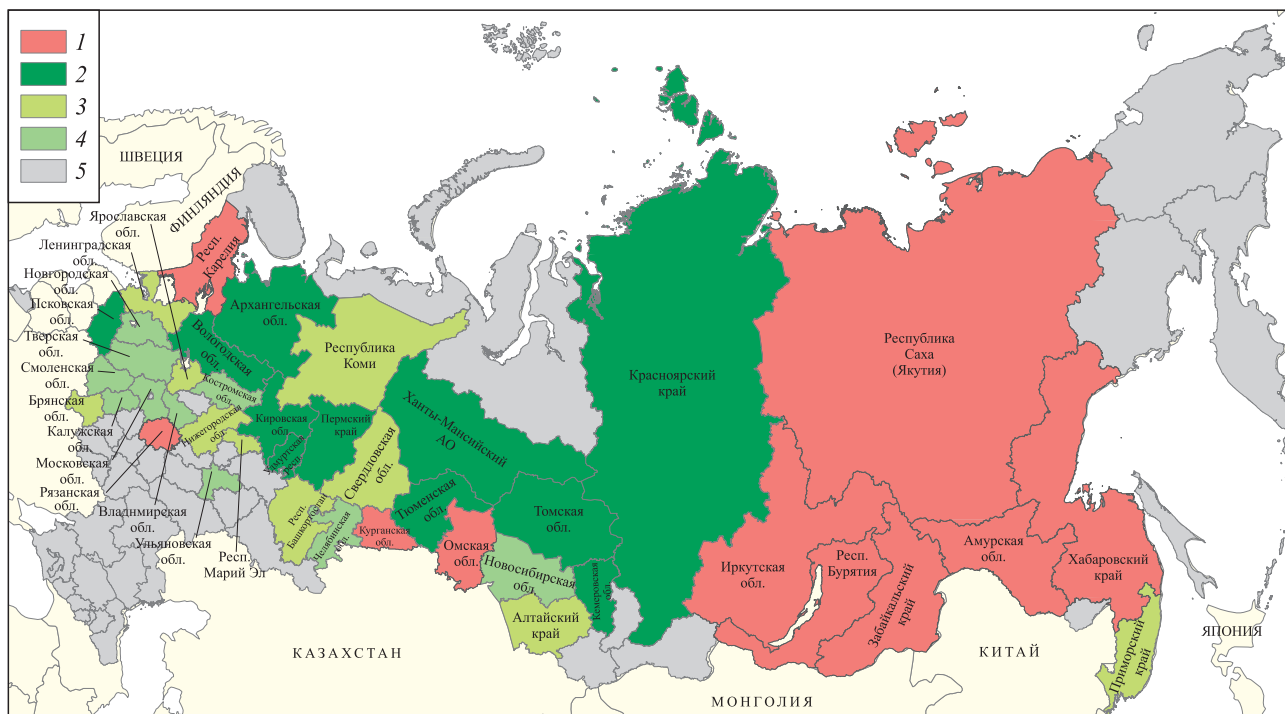 1
2
3
4
5
ШВЕЦИЯ
ФИНЛЯНДИЯ
Ярославская
обл.
Ленинградская
обл.
Новгородская
обл.
Псковская
обл.
Тверская
обл.
Смоленская
обл.
Брянская
обл.
Калужская
обл.
Московская
обл.
Рязанская
обл.
Владимирская
обл.
Ульяновская
обл.
Респ.
Марий Эл
Респ.
Карелия
Архангельская
обл.
Вологодская
обл.
Костромская
обл.
Нижегородская
обл.
Республика
Коми
Кировская
обл.
Удмуртская
респ.
Пермский
край
Свердловская
обл.
Респ.
Башкортостан
Челябинская
обл.
Курганская
обл.
Ханты-Мансийский
АО
Тюменская
обл.
Омская
обл.
Томская
обл.
Новосибирская
обл.
Кемеровская
обл.
Алтайский
край
Красноярский
край
Иркутская
обл.
Респ.
Бурятия
Забайкальский
край
Республика
Саха
(Якутия)
Амурская
обл.
Хабаровский
край
Приморский
край
КАЗАХСТАН
МОНГОЛИЯ
КИТАЙ
ЯПОНИЯ